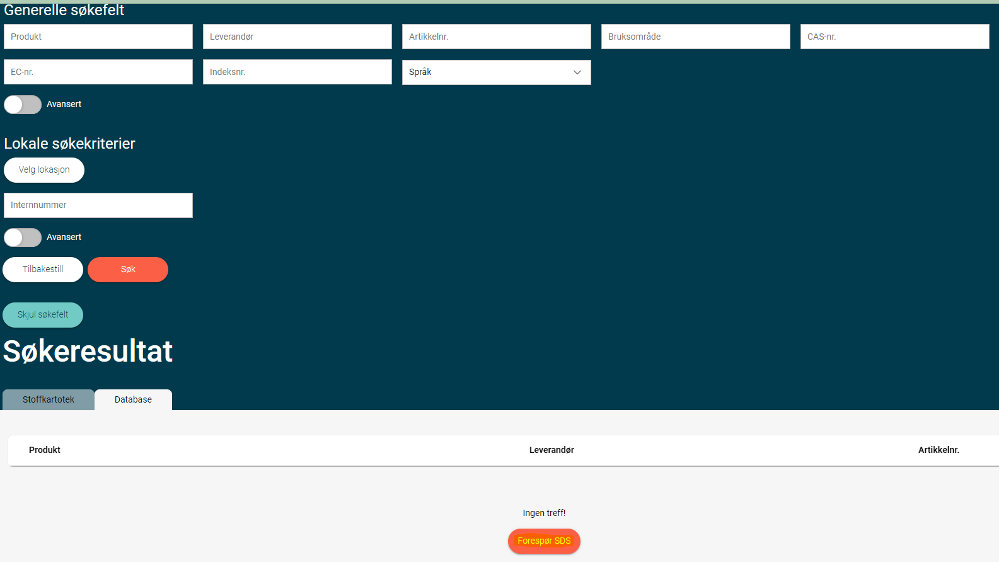 Generelle søkefelt
Produkt Leverandør Artikkelnr. Bruksområde CAS-nr.
EC-nr. Indeksnr. Språk
Avansert
Lokale søkekriterier
Velg lokasjon
Internnummer
Avansert
Tilbakestill Søk
Skjul søkefelt
Søkeresultat
Stoffkartotek Database
Produkt Leverandør Artikkelnr.
Ingen treff!
Forespør SDS